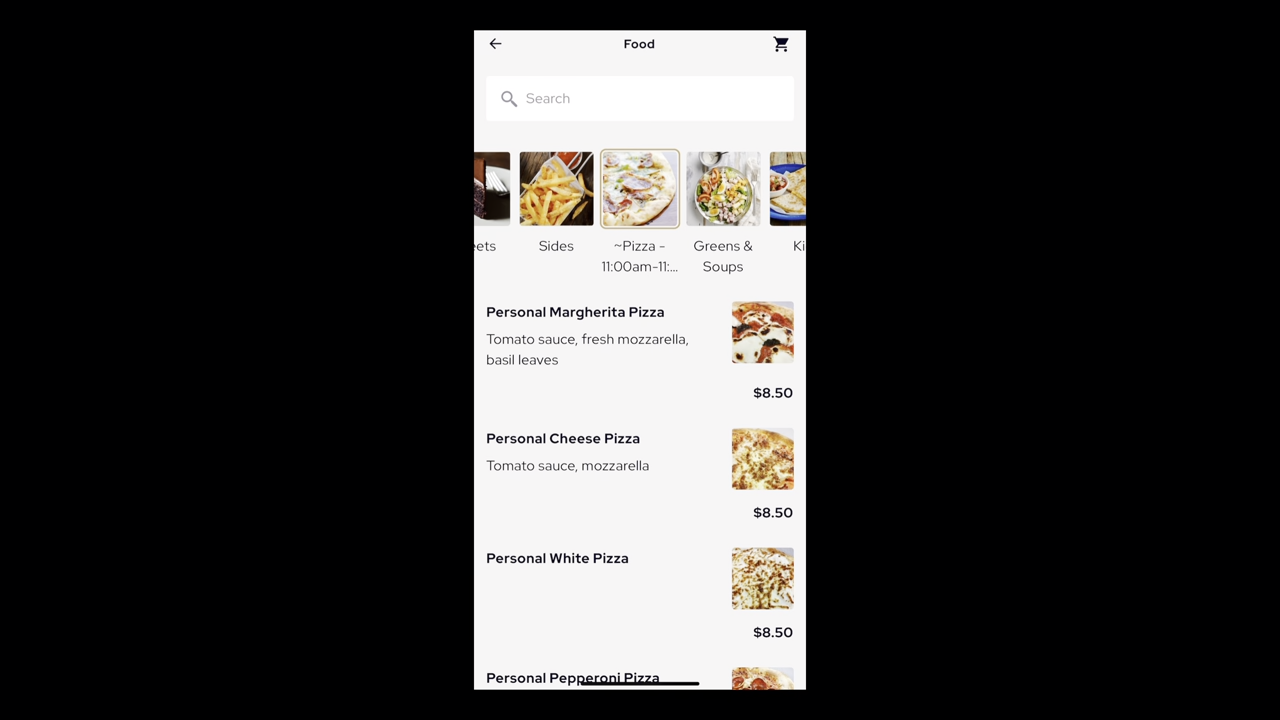 Food
Search
ets
Sides
~Pizza -
11:00am-11:...
Greens &
Soups
Ki
Personal Margherita Pizza
Tomato sauce, fresh mozzarella,
basil leaves
$8.50
Personal Cheese Pizza
Tomato sauce, mozzarella
$8.50
Personal White Pizza
$8.50
Personal Pepperoni Pizza